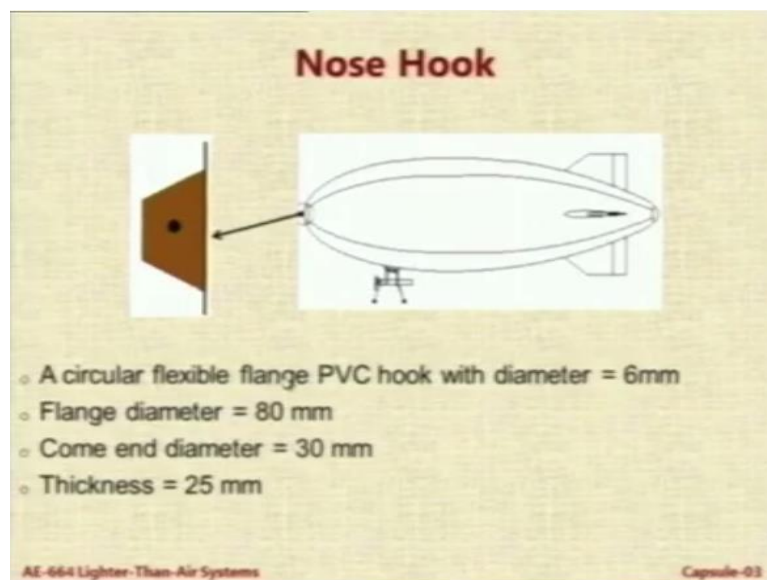 Nose Hook
A circular flexible flange PVC hook with diameter = 6mm
Flange diameter = 80 mm
Come end diameter = 30 mm
Thickness = 25 mm
AE-664 Lighter-Than-Air Systems
Capsule-03